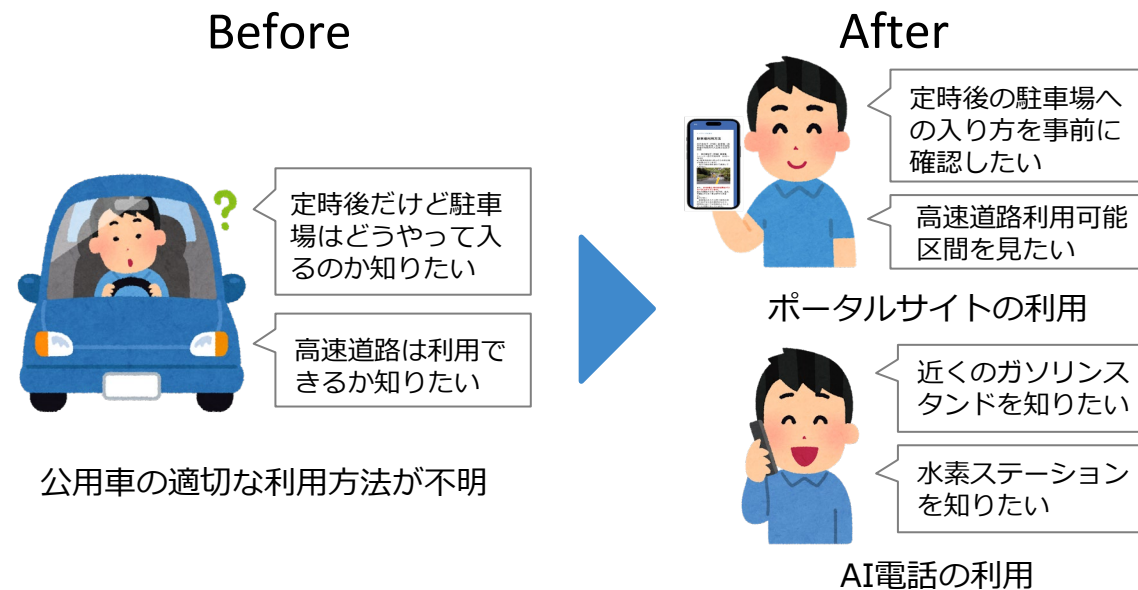 Before
After
定時後だけど駐車
場はどうやって入
るのか知りたい
高速道路は利用で
きるか知りたい
公用車の適切な利用方法が不明
定時後の駐車場へ
の入り方を事前に
確認したい
高速道路利用可能
区間を見たい
ポータルサイトの利用
近くのガソリンス
タンドを知りたい
水素ステーション
を知りたい
AI電話の利用